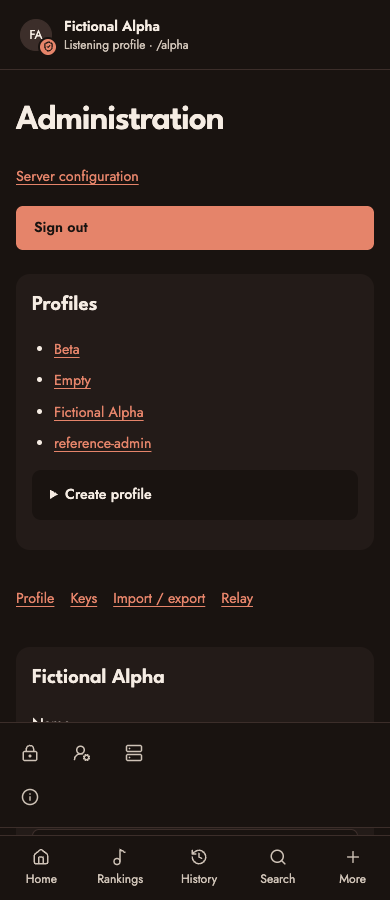 FA
Fictional Alpha
Listening profile · /alpha
Administration
Server configuration
Sign out
Profiles
Beta
Empty
Fictional Alpha
reference-admin
Create profile
Profile Keys Import / export Relay
Fictional Alpha
Home Rankings History Search More